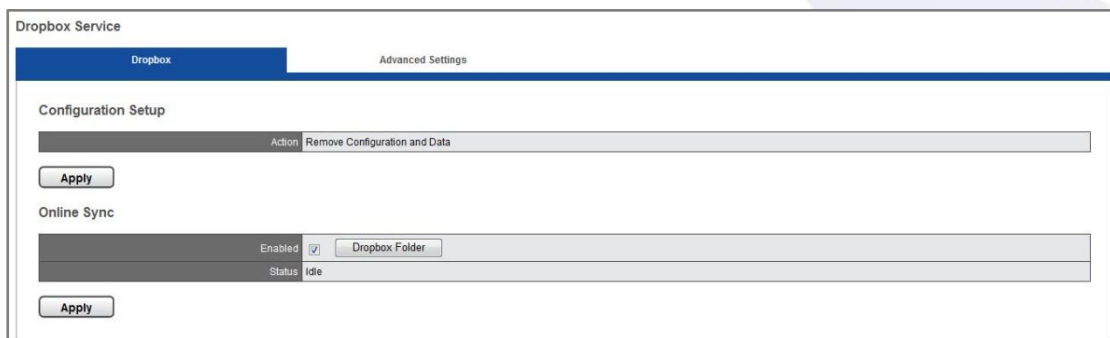 Dropbox Service
Dropbox Advanced Settings
Configuration Setup
Action Remove Configuration and Data
Apply
Online Sync
Enabled Dropbox Folder
Status Idle
Apply